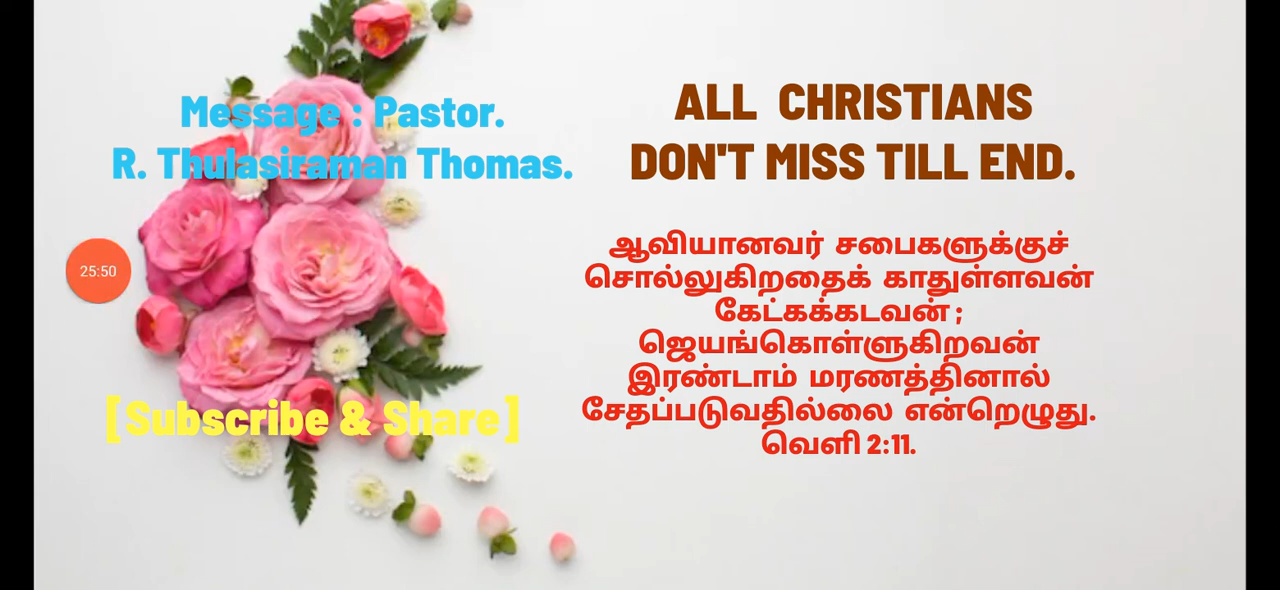 Message : Pastor.
R. Thulasiraman Thomas.
ALL CHRISTIANS
DON'T MISS TILL END.
25:50
ஆவியானவர் சபைகளுக்குச்
சொல்லுகிறதைக் காதுள்ளவன்
கேட்கக்கடவன் ;
ஜெயங்கொள்ளுகிறவன்
இரண்டாம் மரணத்தினால்
சேதப்படுவதில்லை என்றெழுது.
வெளி 2:11.
[Subscribe & Share]